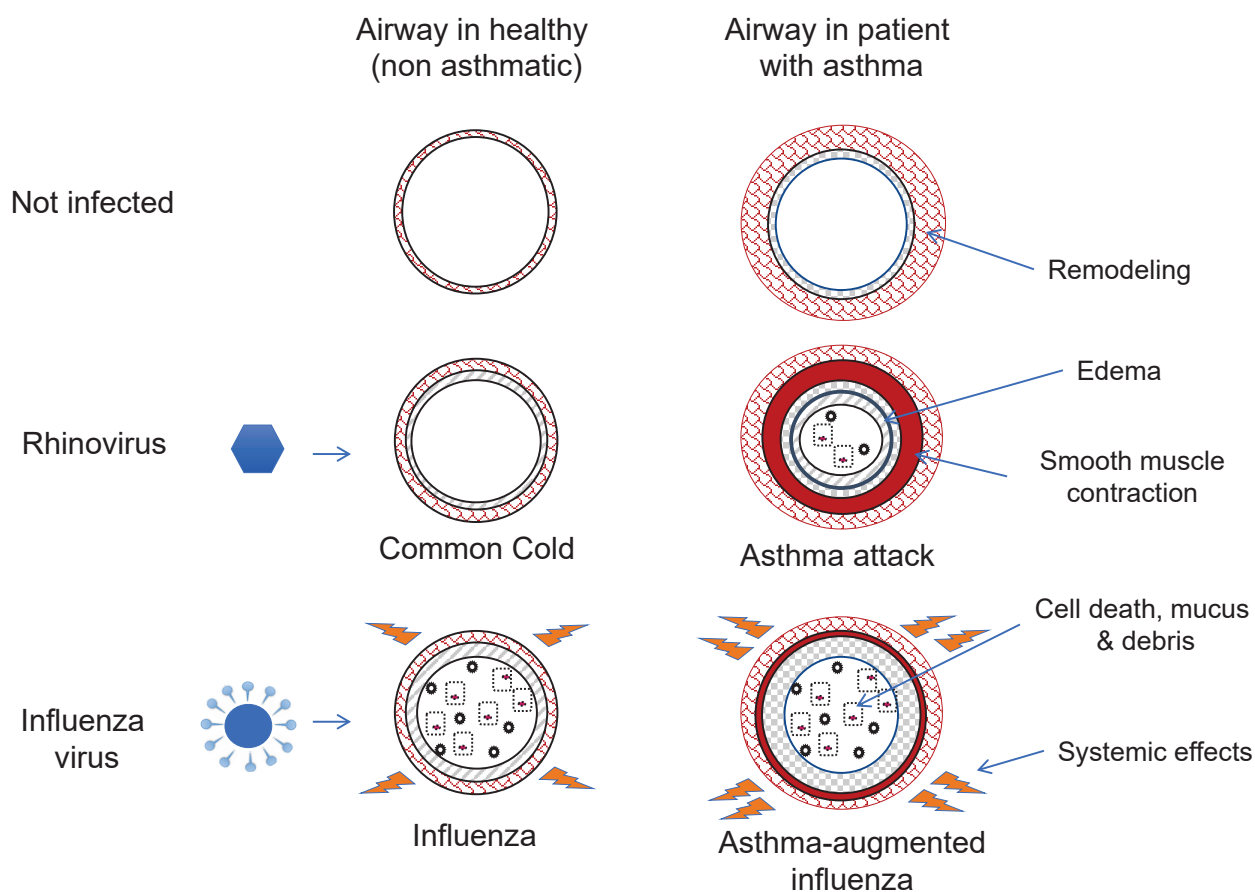 Airway in healthy
(non asthmatic)
Airway in patient
with asthma
Not infected
Remodeling
Rhinovirus
Edema
Smooth muscle
contraction
Common Cold
Asthma attack
Cell death, mucus
& debris
Influenza
virus
Systemic effects
Influenza
Asthma-augmented
influenza